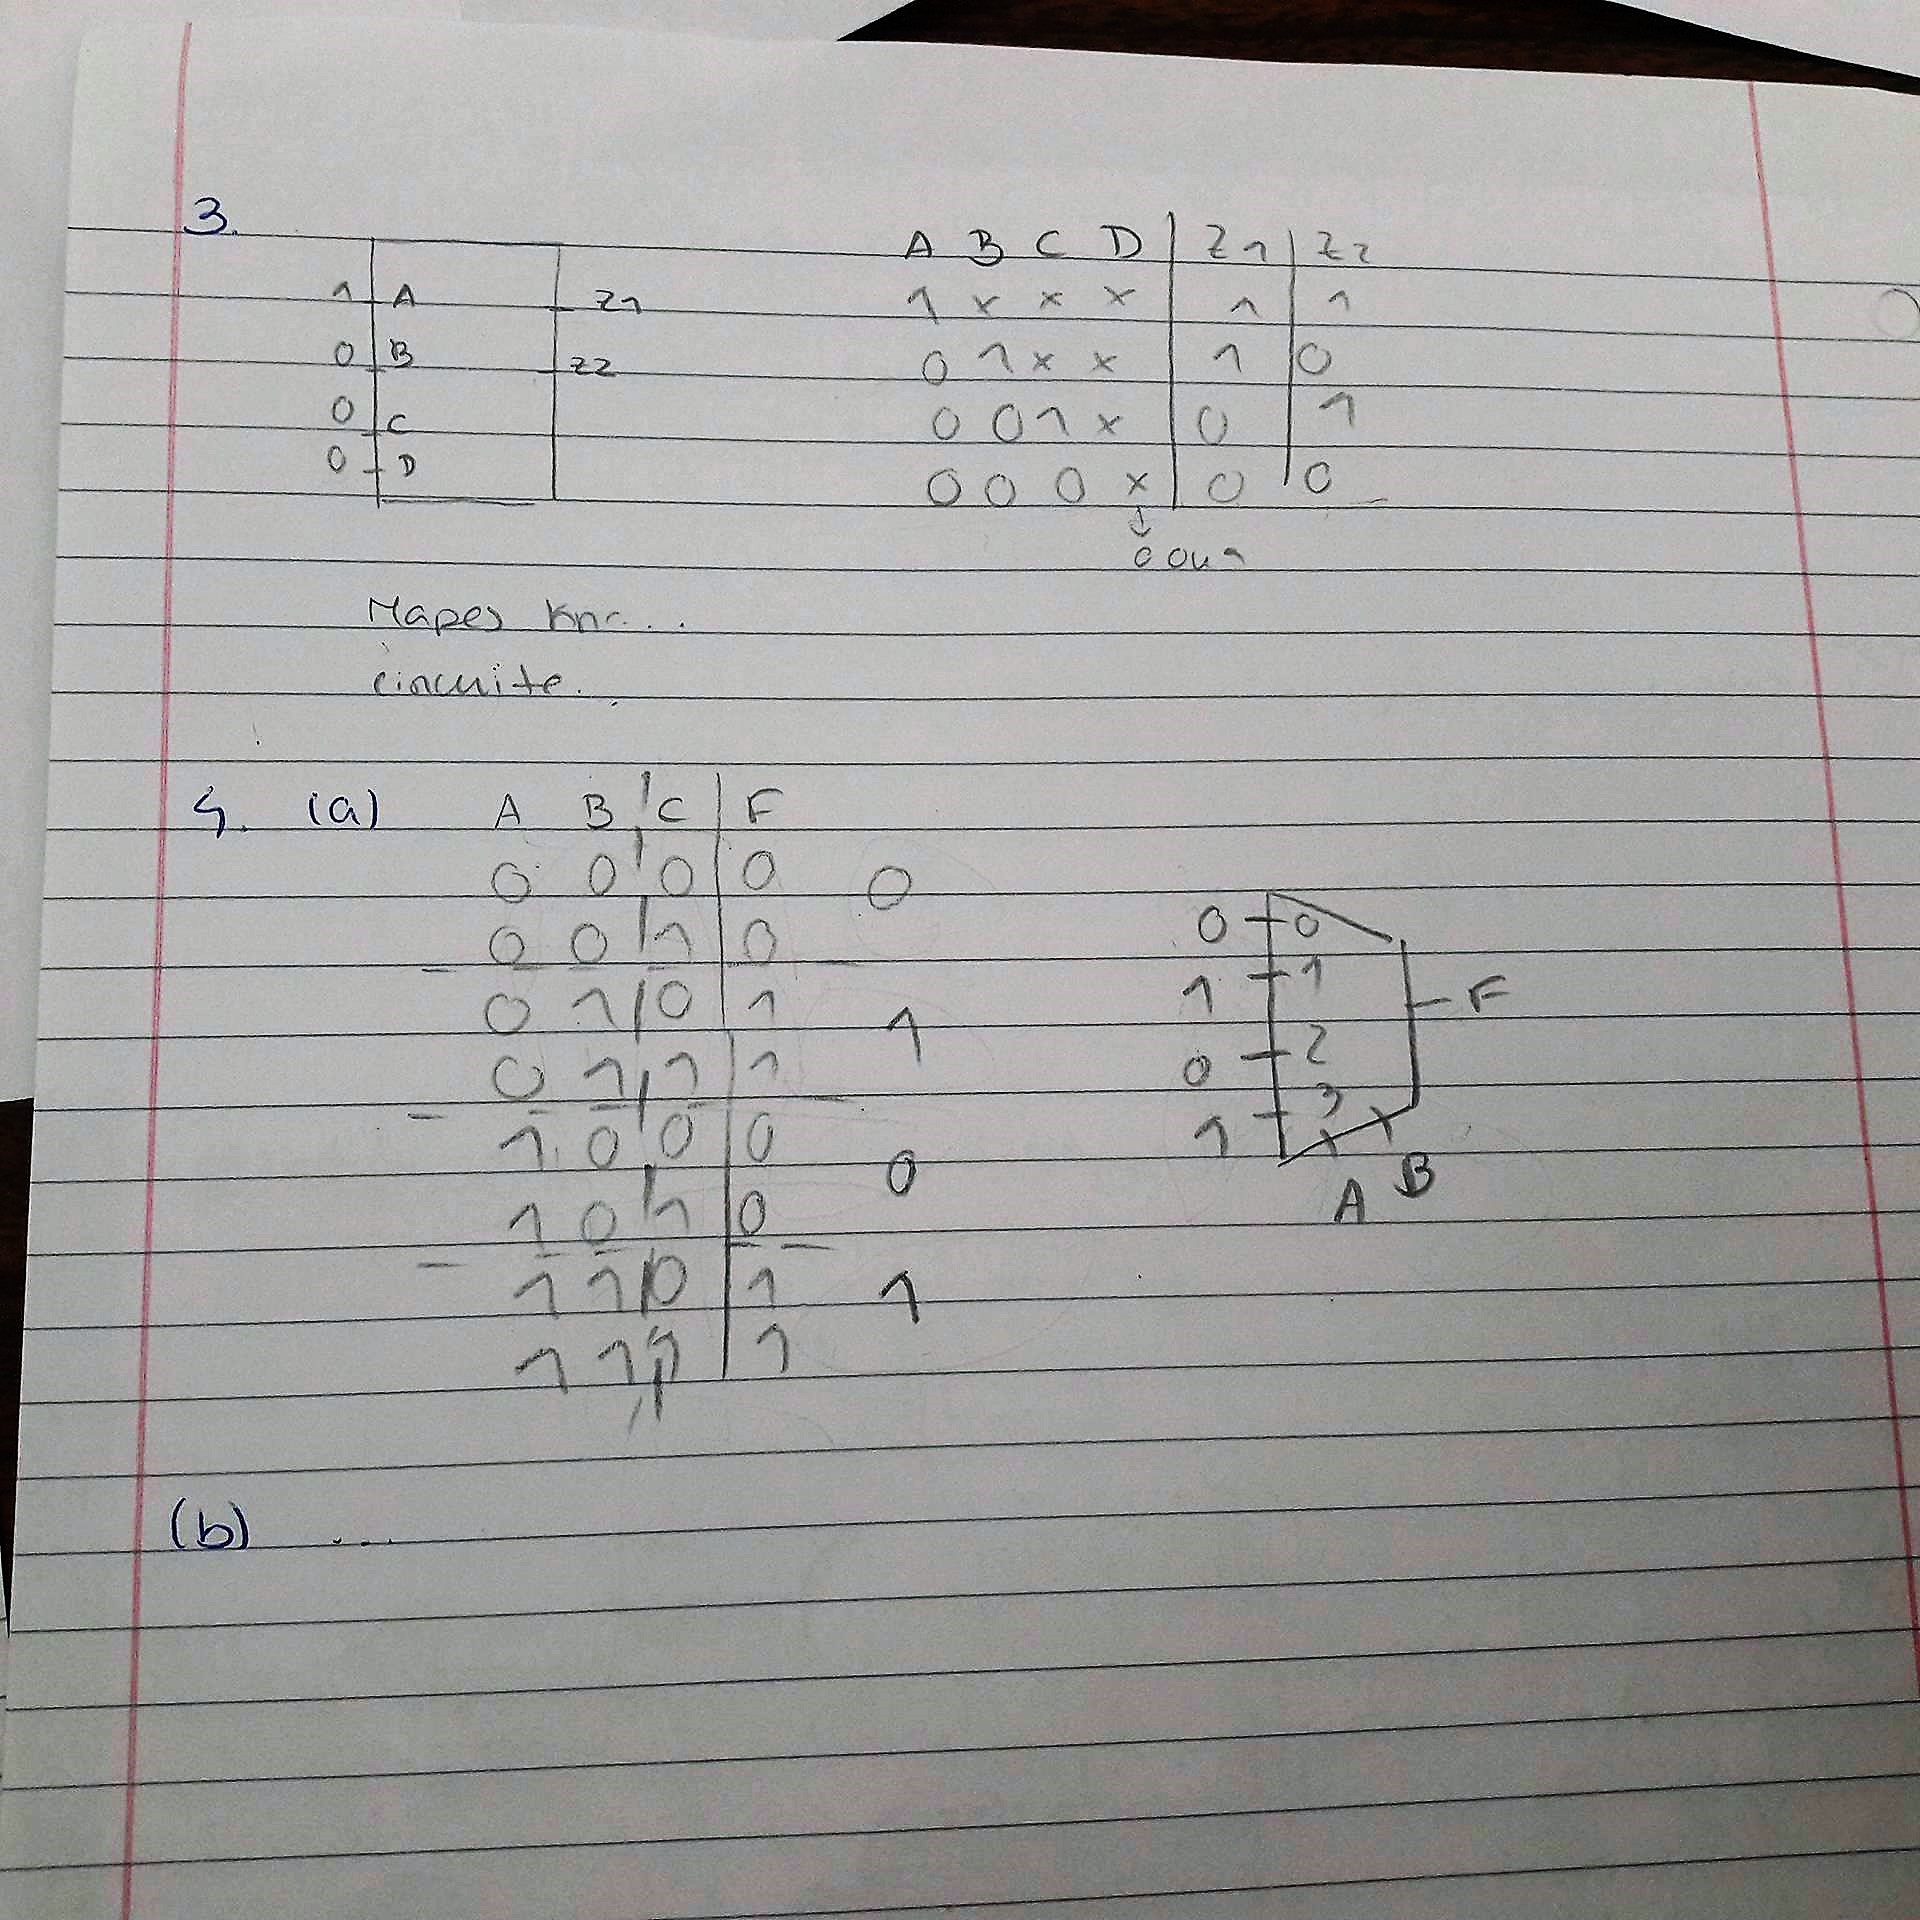 3.
1 A Z1
0 B Z2
0 C
0 D
A B C D Z1 Z2
1 x x x 1 1
0 1 x x 1 0
0 0 1 x 0 1
0 0 0 x 0 0
↓
0 ou 1
Mapes
circuite.
4. (a) A B C F
0 0 0 0 0
0 0 1 0
0 1 0 1 1
0 1 1 1
1 0 0 0 0
1 0 1 0
1 1 0 1 1
1 1 1 1
0 0
1 1 F
0 2
1 3
A B
(b) ...